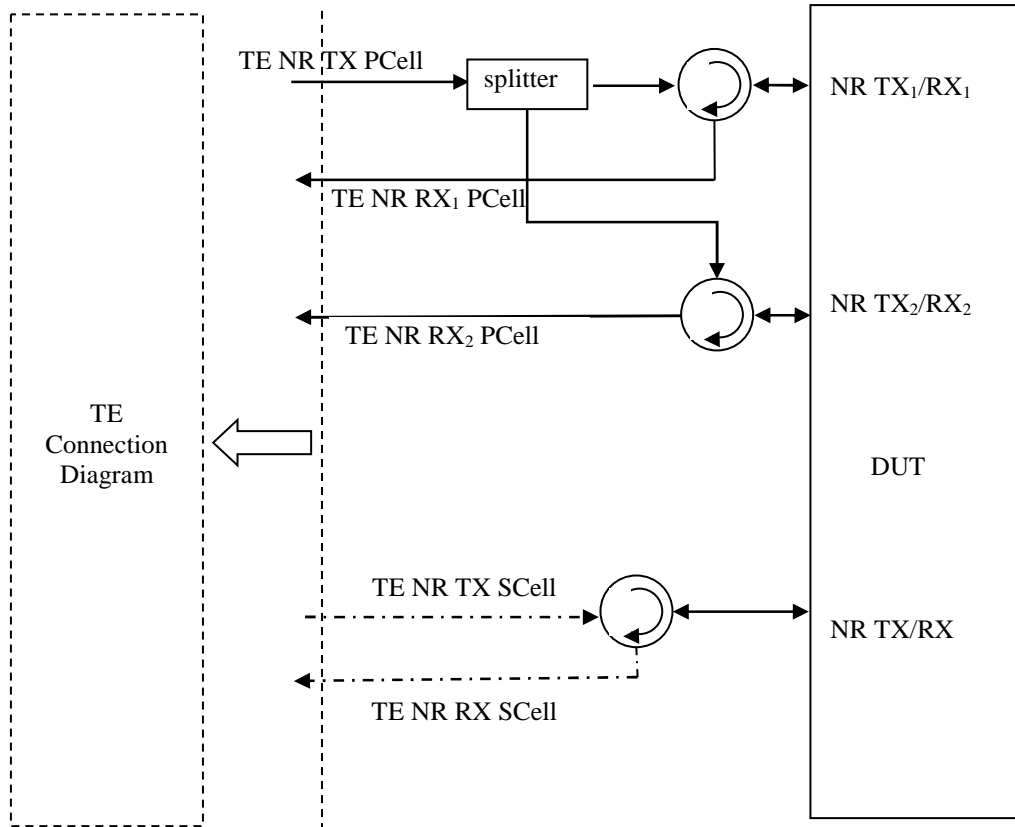 TE NR TX PCell
splitter
NR TX₁/RX₁
TE NR RX₁ PCell
NR TX₂/RX₂
TE NR RX₂ PCell
TE
Connection
Diagram
DUT
TE NR TX SCell
NR TX/RX
TE NR RX SCell